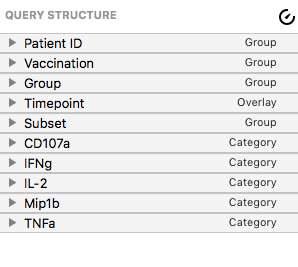 QUERY STRUCTURE
Patient ID Group
Vaccination Group
Group Group
Timepoint Overlay
Subset Group
CD107a Category
IFNg Category
IL-2 Category
Mip1b Category
TNFa Category